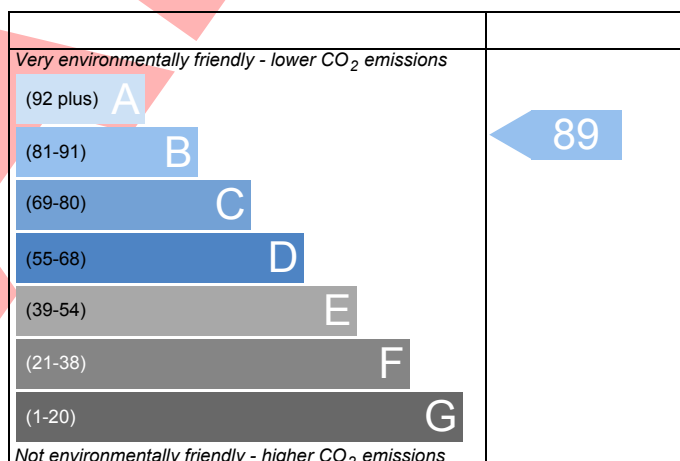 Very environmentally friendly - lower CO2 emissions
(92 plus) A
(81-91) B
89
(69-80) C
(55-68) D
(39-54) E
(21-38) F
(1-20) G
Not environmentally friendly - higher CO2 emissions